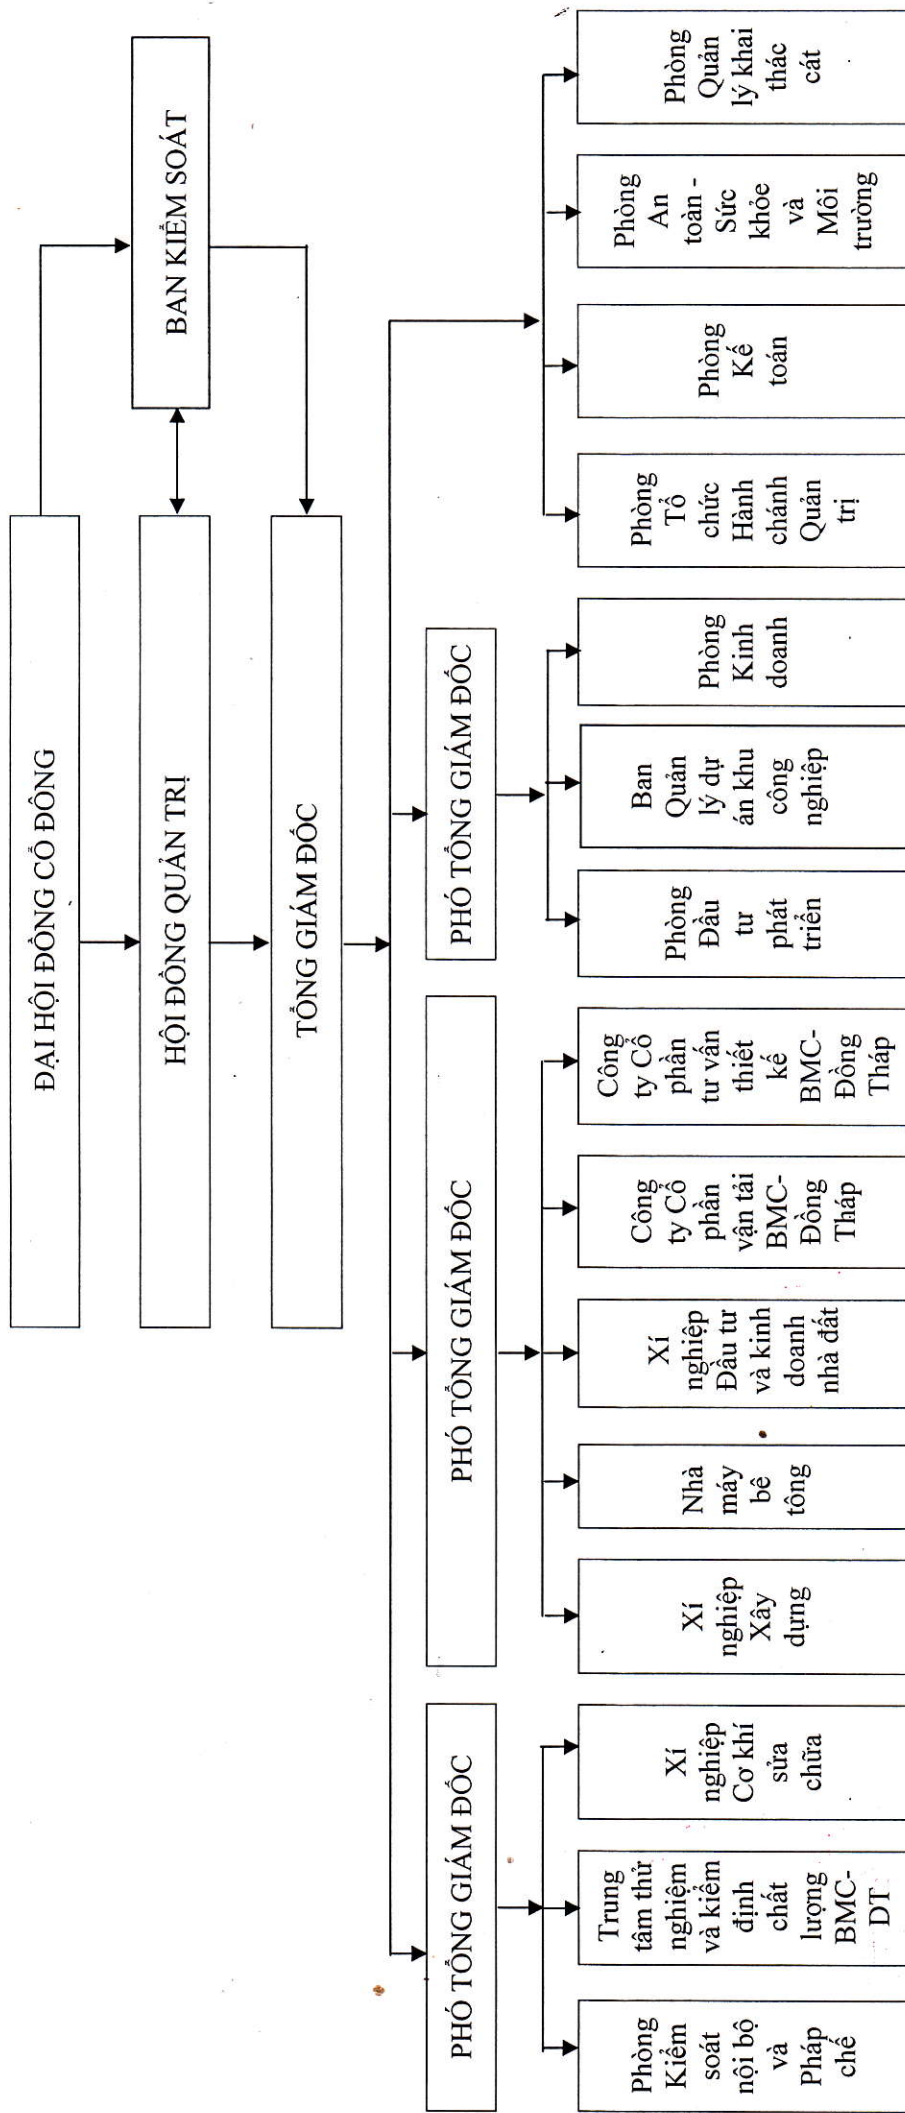 ĐẠI HỘI ĐỒNG CỔ ĐÔNG
BAN KIỂM SOÁT
HỘI ĐỒNG QUẢN TRỊ
TỔNG GIÁM ĐỐC
PHÓ TỔNG GIÁM ĐỐC
PHÓ TỔNG GIÁM ĐỐC
PHÓ TỔNG GIÁM ĐỐC
Phòng
Kiểm
soát
nội bộ
và
Pháp
chế
Trung
tâm thử
nghiệm
và kiểm
định
chất
lượng
BMC-
DT
Xí
nghiệp
Cơ khí
sửa
chữa
Xí
nghiệp
Xây
dựng
Nhà
máy
bê
tông
Xí
nghiệp
Đầu tư
và kinh
doanh
nhà đất
Công
ty Cổ
phần
vận tải
BMC-
Đồng
Tháp
Công
ty Cổ
phần
tư vấn
thiết
kế
BMC-
Đồng
Tháp
Phòng
Đầu
tư
phát
triển
Ban
Quản
lý dự
án khu
công
nghiệp
Phòng
Kinh
doanh
Phòng
Tổ
chức
Hành
chánh
Quản
trị
Phòng
Kế
toán
Phòng
An
toàn -
Sức
khỏe
và
Môi
trường
Phòng
Quản
lý khai
thác
cát